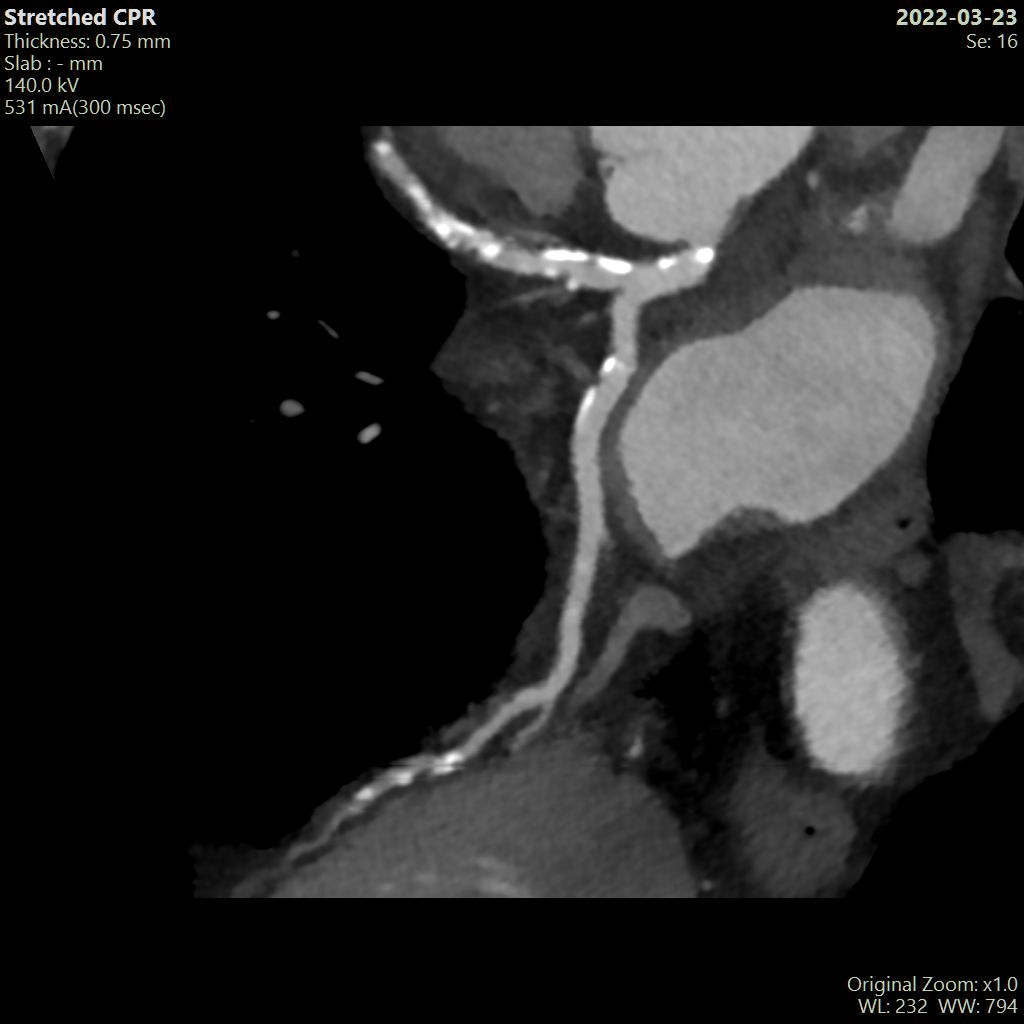 Stretched CPR
Thickness: 0.75 mm
Slab : - mm
140.0 kV
531 mA(300 msec)
2022-03-23
Se: 16
Original Zoom: x1.0
WL: 232 WW: 794